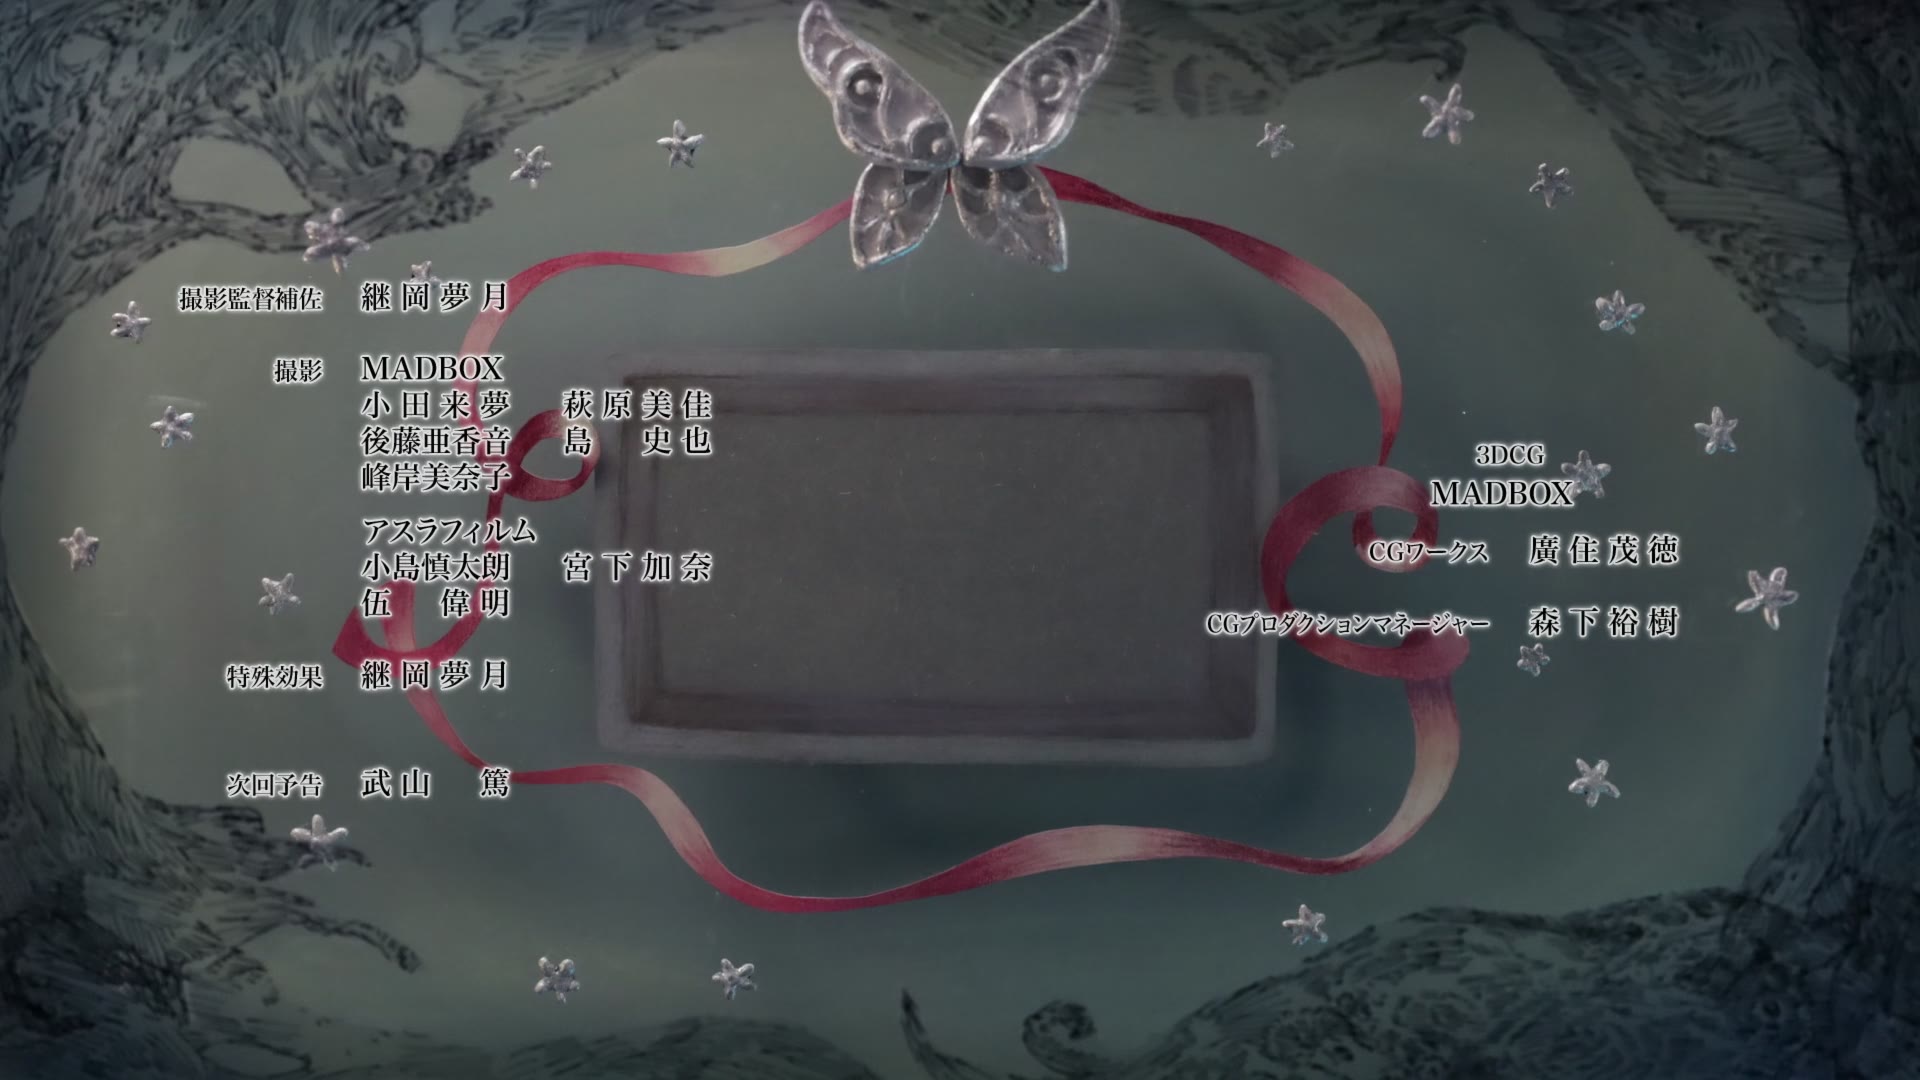 撮影監督補佐 継岡夢月
撮影 MADBOX
小田来夢 萩原美佳
後藤亜香音 島 史也
峰岸美奈子
アスラフィルム
小島慎太朗 宮下加奈
伍 偉明
特殊効果 継岡夢月
次回予告 武山 篤
3DCG
MADBOX
CGワークス 廣住茂徳
CGプロダクションマネージャー 森下裕樹